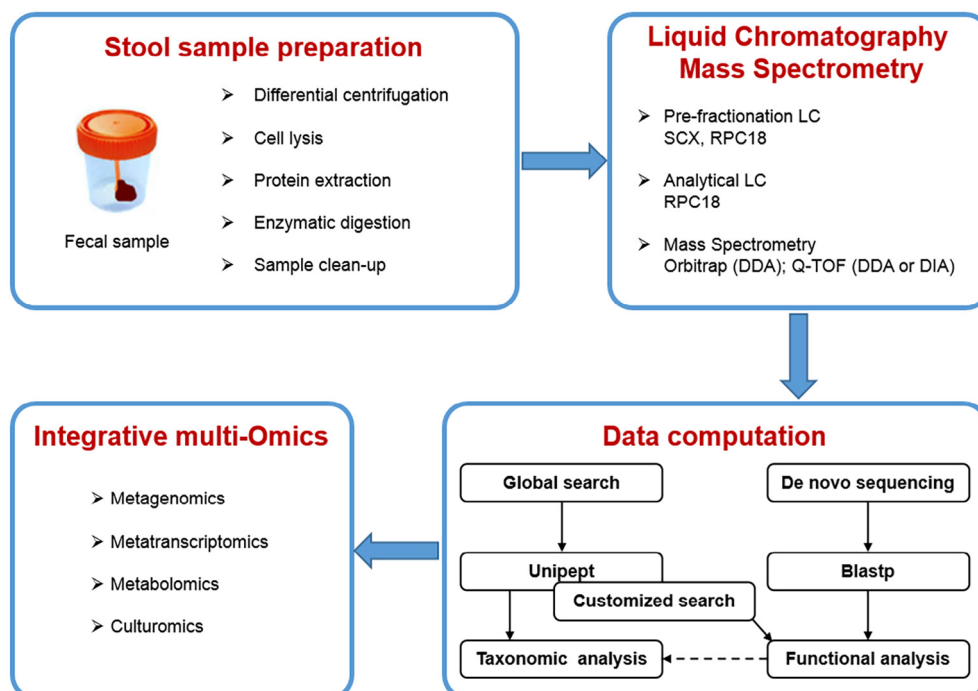 Stool sample preparation
Fecal sample
➢ Differential centrifugation
➢ Cell lysis
➢ Protein extraction
➢ Enzymatic digestion
➢ Sample clean-up
Liquid Chromatography
Mass Spectrometry
➢ Pre-fractionation LC
SCX, RPC18
➢ Analytical LC
RPC18
➢ Mass Spectrometry
Orbitrap (DDA); Q-TOF (DDA or DIA)
Integrative multi-Omics
➢ Metagenomics
➢ Metatranscriptomics
➢ Metabolomics
➢ Culturomics
Data computation
Global search
De novo sequencing
Unipept
Blastp
Customized search
Taxonomic analysis
Functional analysis